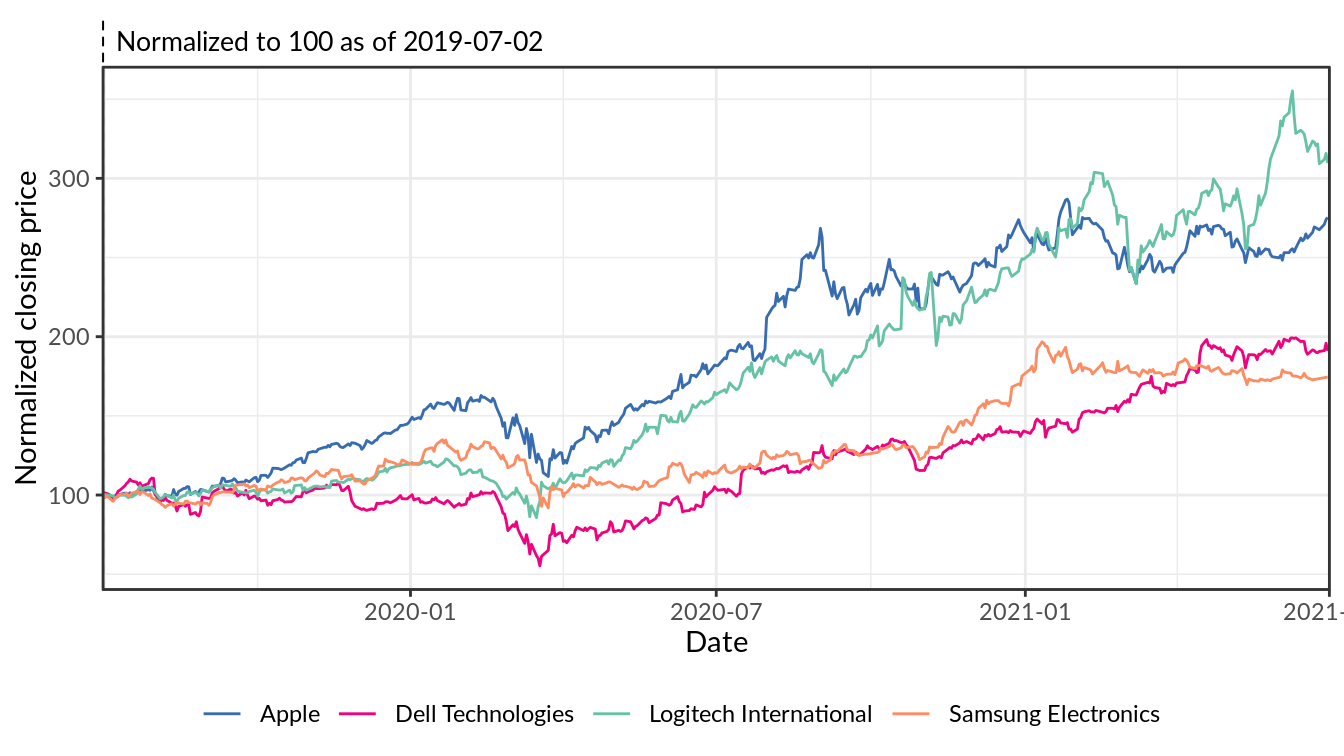 Normalized to 100 as of 2019-07-02
Normalized closing price
300
200
100
2020-01
2020-07
2021-01
2021-
Date
Apple
Dell Technologies
Logitech International
Samsung Electronics